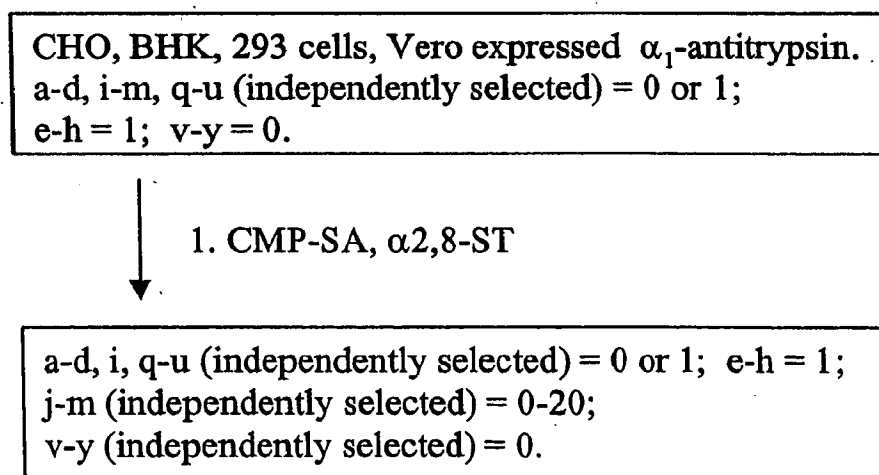 CHO, BHK, 293 cells, Vero expressed α₁-antitrypsin.
a-d, i-m, q-u (independently selected) = 0 or 1;
e-h = 1; v-y = 0.
1. CMP-SA, α2,8-ST
a-d, i, q-u (independently selected) = 0 or 1; e-h = 1;
j-m (independently selected) = 0-20;
v-y (independently selected) = 0.